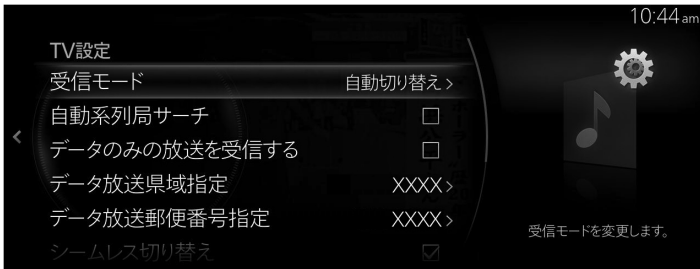 10:44 am
TV設定
受信モード 自動切り替え >
自動系列局サーチ
データのみの放送を受信する
データ放送県域指定 XXXX >
データ放送郵便番号指定 XXXX >
シームレス切り替え
受信モードを変更します。